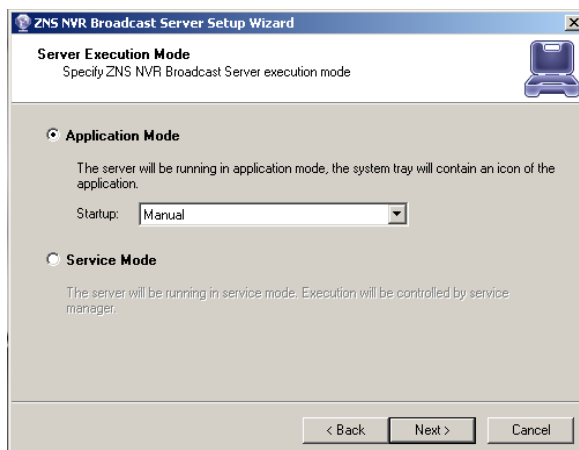 ZNS NVR Broadcast Server Setup Wizard
Server Execution Mode
Specify ZNS NVR Broadcast Server execution mode
Application Mode
The server will be running in application mode, the system tray will contain an icon of the
application.
Startup: Manual
Service Mode
The server will be running in service mode. Execution will be controlled by service
manager.
< Back Next > Cancel